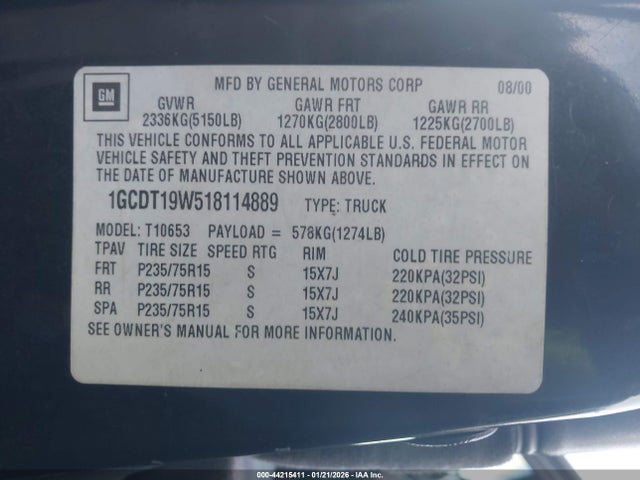 GM
MFD BY GENERAL MOTORS CORP 08/00
GVWR GAWR FRT GAWR RR
2336KG(5150LB) 1270KG(2800LB) 1225KG(2700LB)
THIS VEHICLE CONFORMS TO ALL APPLICABLE U.S. FEDERAL MOTOR
VEHICLE SAFETY AND THEFT PREVENTION STANDARDS IN EFFECT ON
THE DATE OF MANUFACTURE SHOWN ABOVE.
1GCDT19W518114889 TYPE: TRUCK
MODEL: T10653 PAYLOAD = 578KG(1274LB)
TPAV TIRE SIZE SPEED RTG RIM COLD TIRE PRESSURE
FRT P235/75R15 S 15X7J 220KPA(32PSI)
RR P235/75R15 S 15X7J 220KPA(32PSI)
SPA P235/75R15 S 15X7J 240KPA(35PSI)
SEE OWNER'S MANUAL FOR MORE INFORMATION.
000-44215411 - 01/21/2026 - IAA Inc.